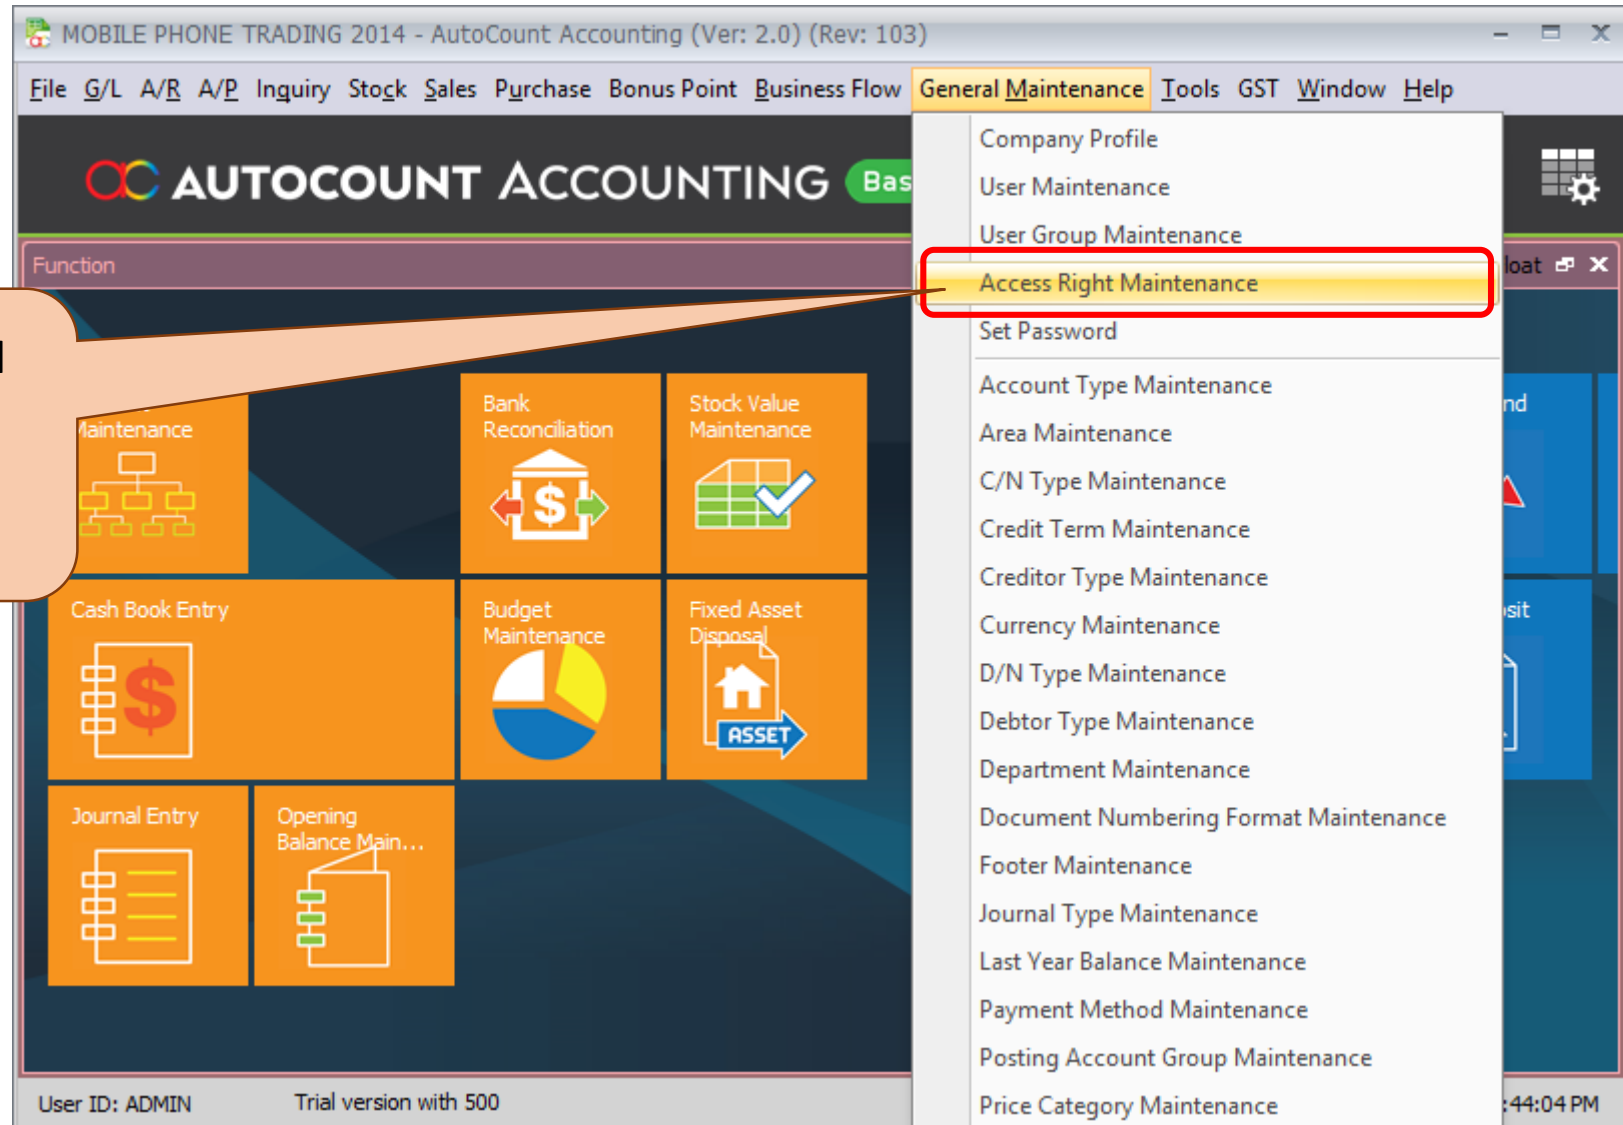 MOBILE PHONE TRADING 2014 - AutoCount Accounting (Ver: 2.0) (Rev: 103)
File G/L A/R A/P Inquiry Stock Sales Purchase Bonus Point Business Flow General Maintenance Tools GST Window Help
AUTOCOUNT ACCOUNTING Bas
Function
loat
Company Profile
User Maintenance
User Group Maintenance
Access Right Maintenance
Set Password
Account Type Maintenance
Area Maintenance
C/N Type Maintenance
Credit Term Maintenance
Creditor Type Maintenance
Currency Maintenance
D/N Type Maintenance
Debtor Type Maintenance
Department Maintenance
Document Numbering Format Maintenance
Footer Maintenance
Journal Type Maintenance
Last Year Balance Maintenance
Payment Method Maintenance
Posting Account Group Maintenance
Price Category Maintenance
Maintenance
Bank
Reconciliation
Stock Value
Maintenance
nd
Cash Book Entry
Budget
Maintenance
Fixed Asset
Disposal
ASSET
sit
Journal Entry
Opening
Balance Main...
User ID: ADMIN
Trial version with 500
:44:04 PM